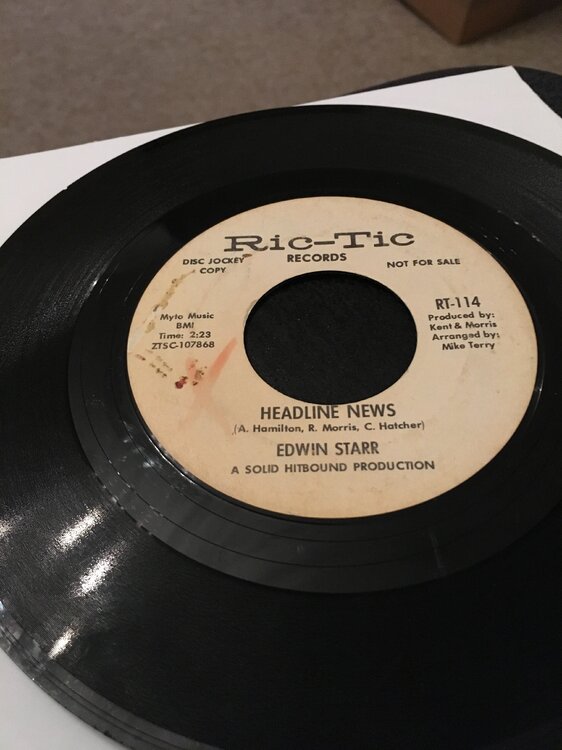 Ric-Tic
RECORDS
DISC JOCKEY
COPY
NOT FOR SALE
Myto Music
BMI
Time: 2:23
ZTSC-107868
RT-114
Produced by:
Kent & Morris
Arranged by:
Mike Terry
HEADLINE NEWS
(A. Hamilton, R. Morris, C. Hatcher)
EDWIN STARR
A SOLID HITBOUND PRODUCTION